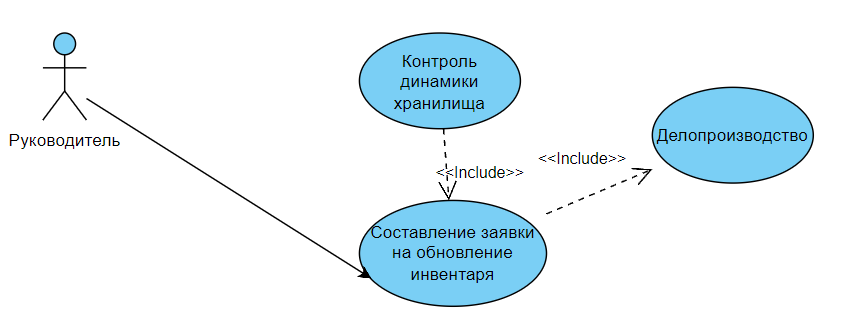 Руководитель
Контроль
динамики
хранилища
<<Include>>
<<Include>>
Делопроизводство
Составление заявки
на обновление
инвентаря